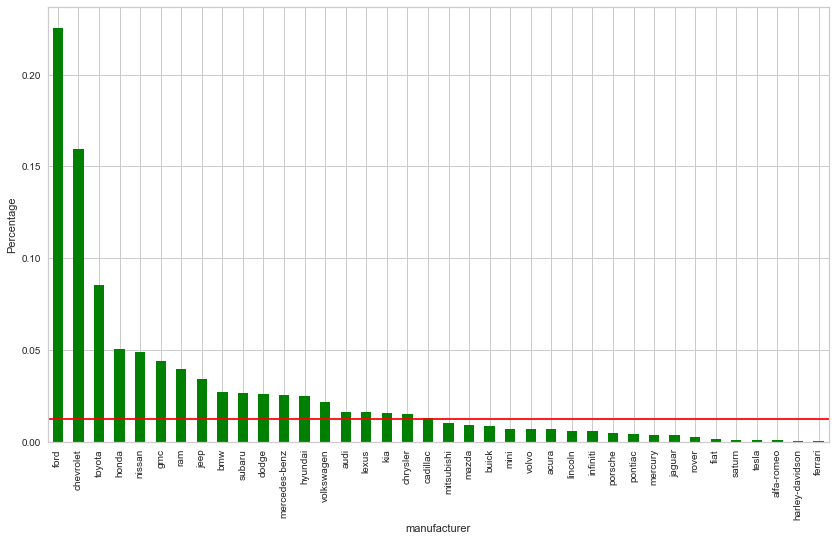 Percentage
0.20
0.15
0.10
0.05
0.00
ford
chevrolet
toyota
honda
nissan
gmc
ram
jeep
bmw
subaru
dodge
mercedes-benz
hyundai
volkswagen
audi
lexus
kia
chrysler
cadillac
mitsubishi
mazda
buick
mini
volvo
acura
lincoln
infiniti
porsche
pontiac
mercury
jaguar
rover
fiat
saturn
tesla
alfa-romeo
harley-davidson
ferrari
manufacturer